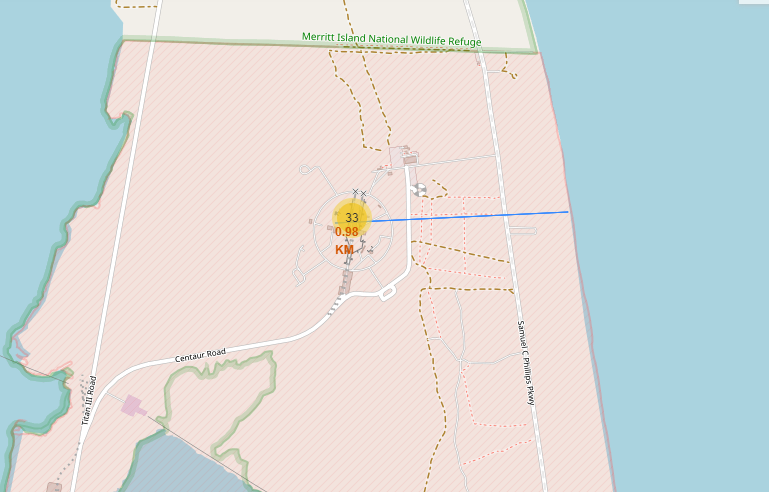 Merritt Island National Wildlife Refuge
33
0.98
KM
Centaur Road
Samuel C Phillips Pkwy
Titan III Road